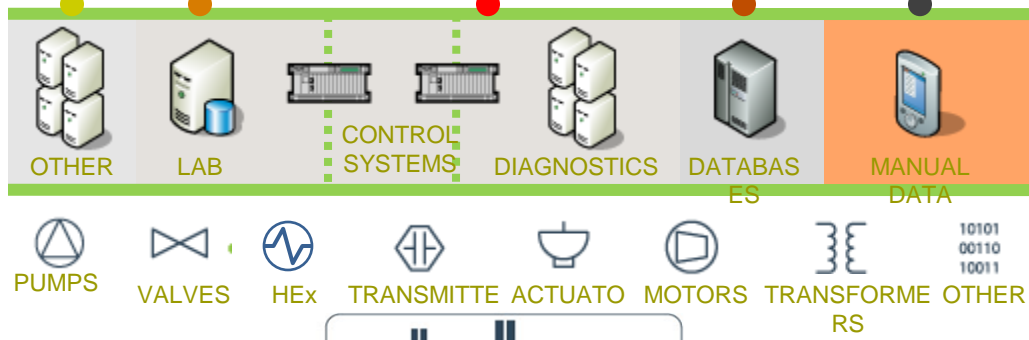 CONTROL
SYSTEMS
OTHER LAB DIAGNOSTICS DATABAS
ES
MANUAL
DATA
10101
00110
10011
PUMPS VALVES HEx TRANSMITTE ACTUATO MOTORS TRANSFORME
RS
OTHER